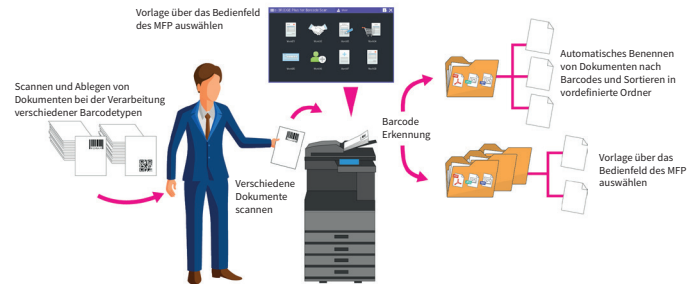 Vorlage über das Bedienfeld
des MFP auswählen
Scannen und Ablegen von
Dokumenten bei der Verarbeitung
verschiedener Barcodetypen
Verschiedene
Dokumente
scannen
Barcode
Erkennung
Automatisches Benennen
von Dokumenten nach
Barcodes und Sortieren in
vordefinierte Ordner
Vorlage über das
Bedienfeld des MFP
auswählen